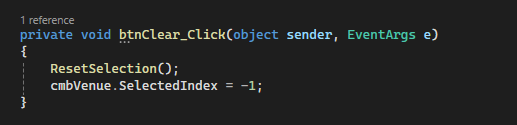 1 reference
private void btnClear_Click(object sender, EventArgs e)
{
ResetSelection();
cmbVenue.SelectedIndex = -1;
}